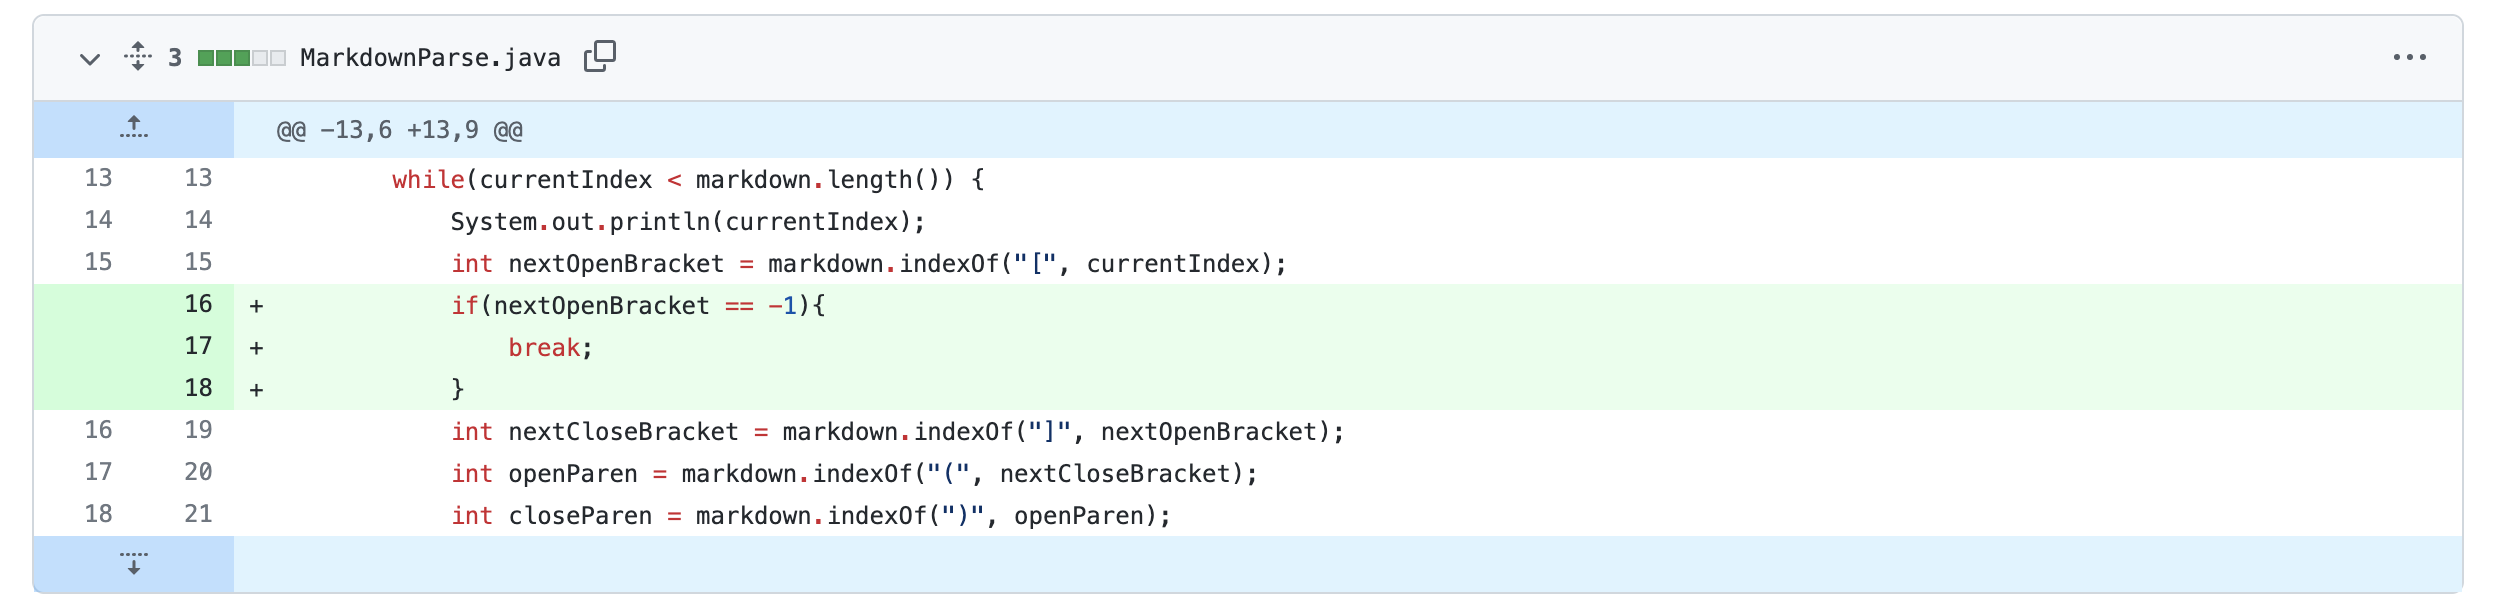 3 MarkdownParse.java
@@ -13,6 +13,9 @@
13 13 while(currentIndex < markdown.length()) {
14 14 System.out.println(currentIndex);
15 15 int nextOpenBracket = markdown.indexOf("[", currentIndex);
16 + if(nextOpenBracket == -1){
17 + break;
18 + }
16 19 int nextCloseBracket = markdown.indexOf("]", nextOpenBracket);
17 20 int openParen = markdown.indexOf("(", nextCloseBracket);
18 21 int closeParen = markdown.indexOf(")", openParen);